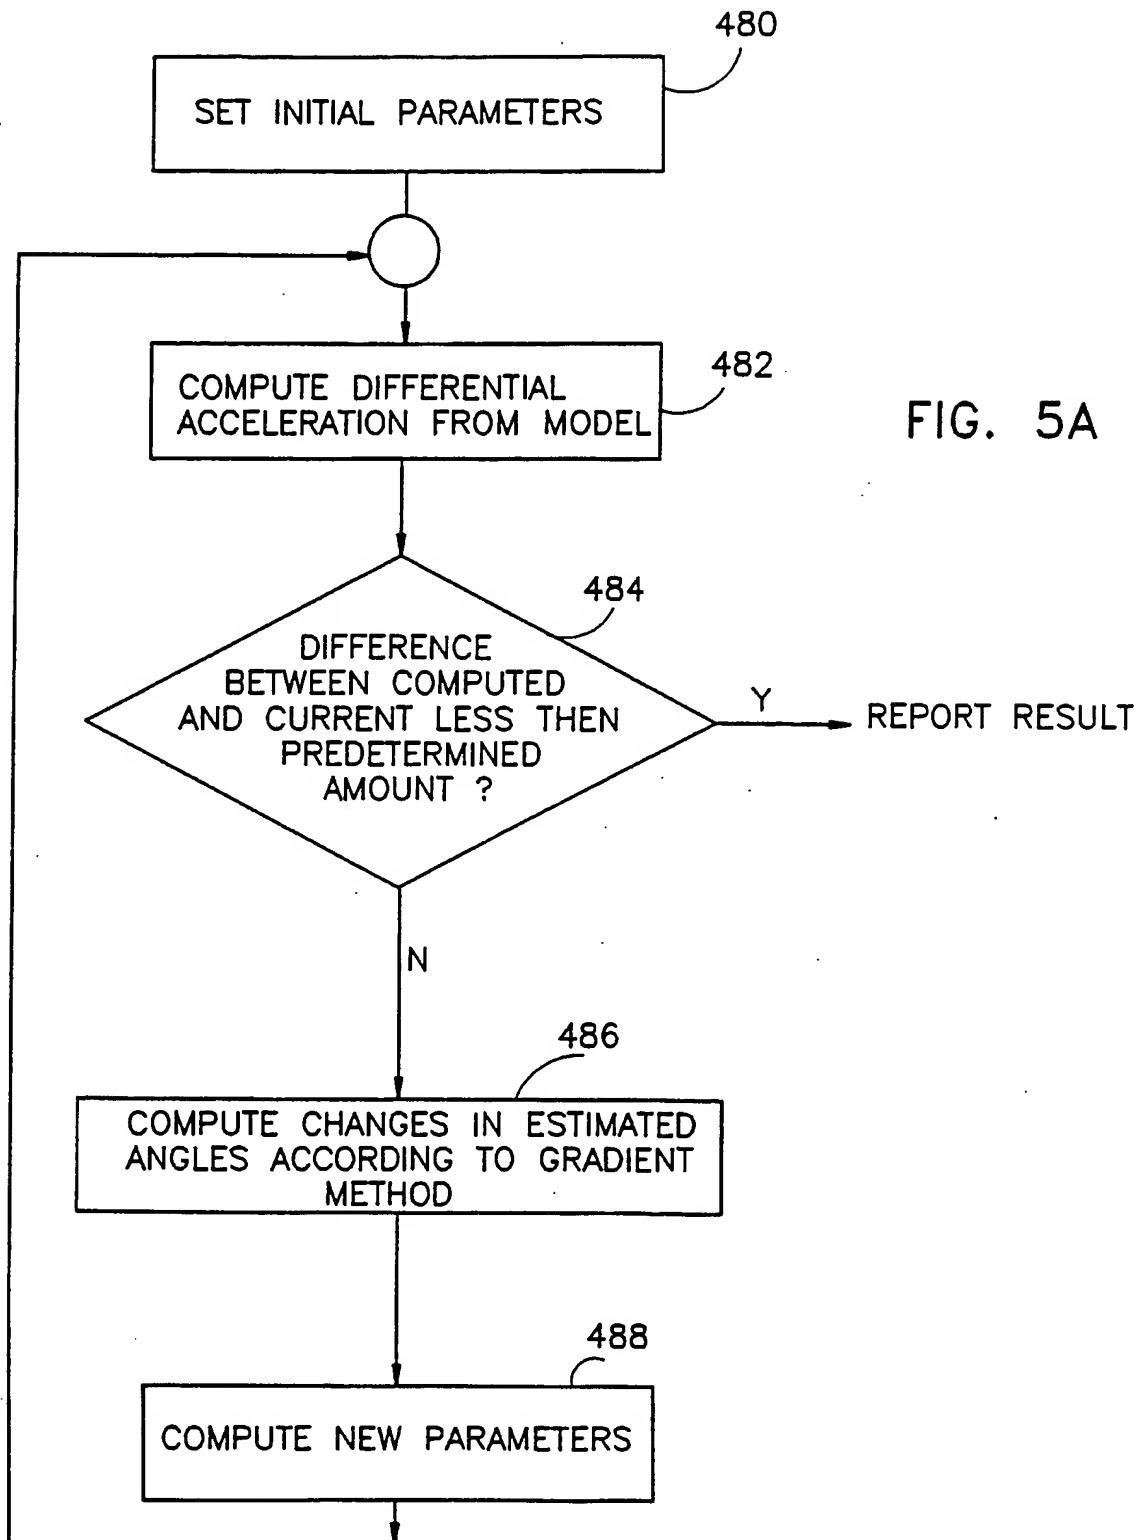 480
SET INITIAL PARAMETERS
482
COMPUTE DIFFERENTIAL
ACCELERATION FROM MODEL
FIG. 5A
484
DIFFERENCE
BETWEEN COMPUTED
AND CURRENT LESS THEN
PREDETERMINED
AMOUNT ?
Y
REPORT RESULT
N
486
COMPUTE CHANGES IN ESTIMATED
ANGLES ACCORDING TO GRADIENT
METHOD
488
COMPUTE NEW PARAMETERS